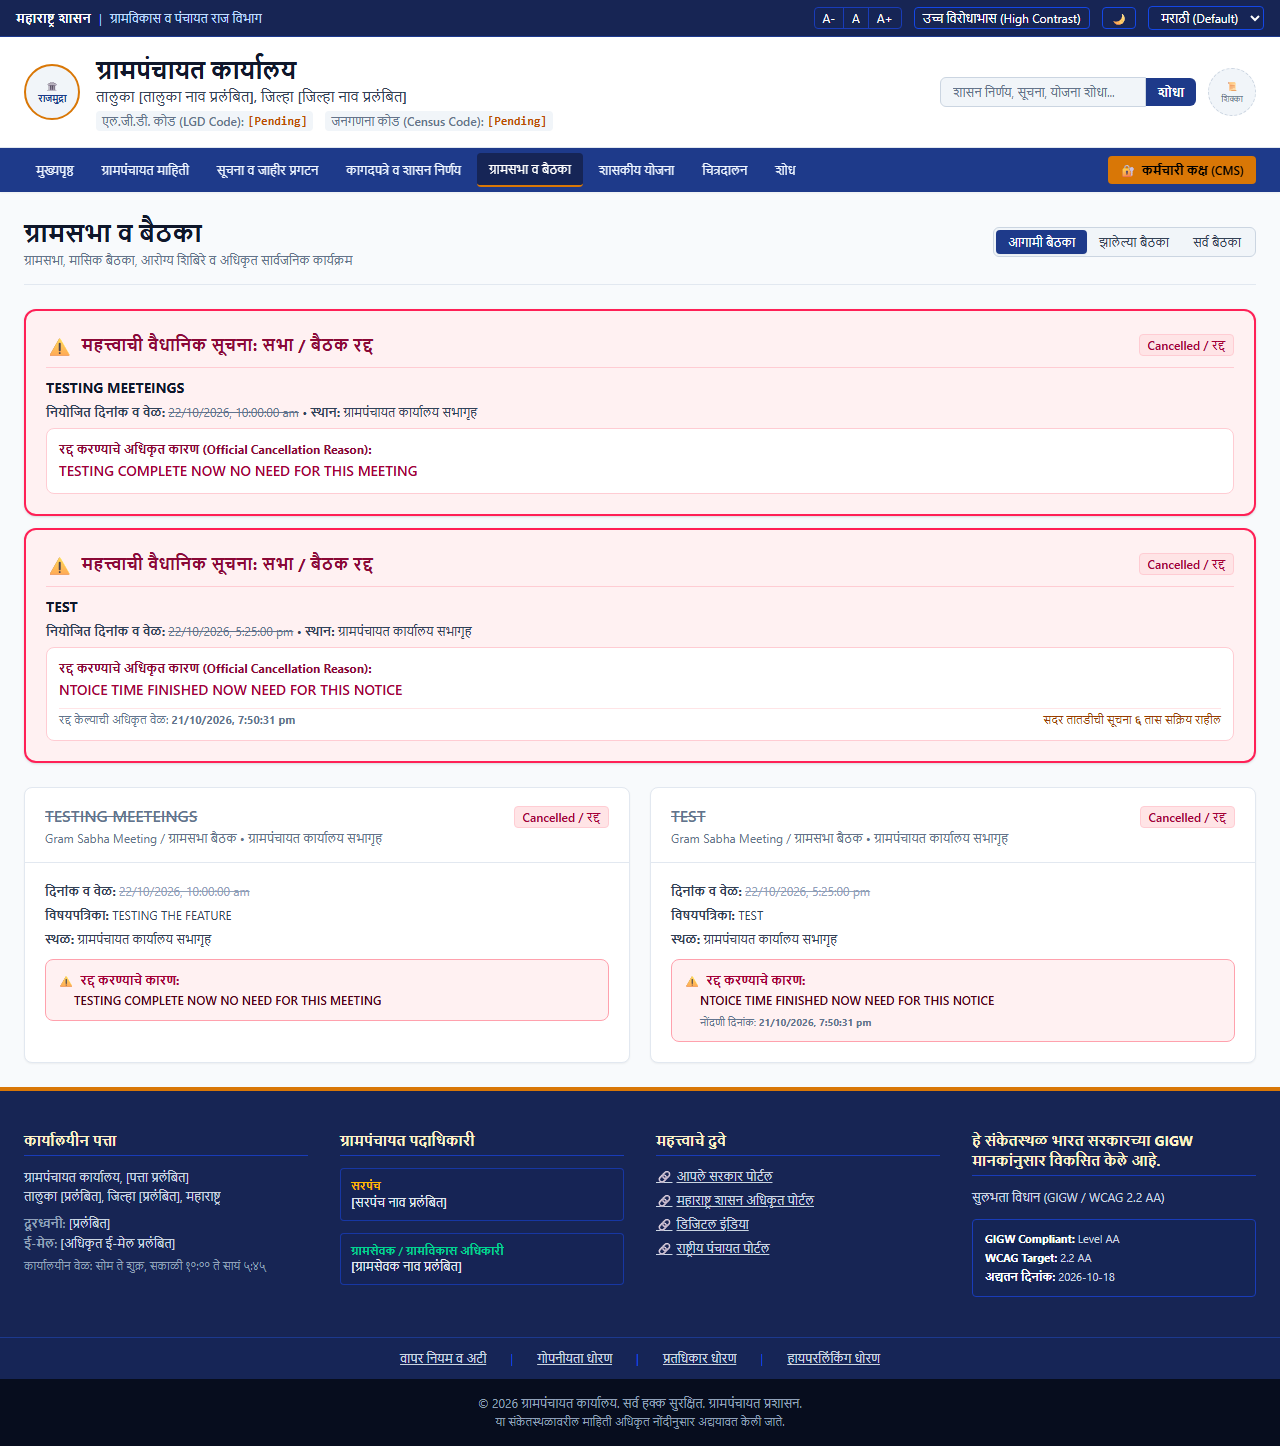 महाराष्ट्र शासन | ग्रामविकास व पंचायत राज विभाग
A- A A+ उच्च विरोधाभास (High Contrast) मराठी (Default)
राजमुद्रा
ग्रामपंचायत कार्यालय
तालुका [तालुका नाव प्रलंबित], जिल्हा [जिल्हा नाव प्रलंबित]
एल.जी.डी. कोड (LGD Code): [Pending] जनगणना कोड (Census Code): [Pending]
शासन निर्णय, सूचना, योजना शोधा... शोधा
शिक्का
मुख्यपृष्ठ ग्रामपंचायत माहिती सूचना व जाहीर प्रगटन कागदपत्रे व शासन निर्णय ग्रामसभा व बैठका शासकीय योजना चित्रदालन शोध कर्मचारी कक्ष (CMS)
ग्रामसभा व बैठका
ग्रामसभा, मासिक बैठका, आरोग्य शिबिरे व अधिकृत सार्वजनिक कार्यक्रम
आगामी बैठका झालेल्या बैठका सर्व बैठका
महत्त्वाची वैधानिक सूचना: सभा / बैठक रद्द Cancelled / रद्द
TESTING MEETEINGS
नियोजित दिनांक व वेळ: 22/10/2026, 10:00:00 am • स्थान: ग्रामपंचायत कार्यालय सभागृह
रद्द करण्याचे अधिकृत कारण (Official Cancellation Reason):
TESTING COMPLETE NOW NO NEED FOR THIS MEETING
महत्त्वाची वैधानिक सूचना: सभा / बैठक रद्द Cancelled / रद्द
TEST
नियोजित दिनांक व वेळ: 22/10/2026, 5:25:00 pm • स्थान: ग्रामपंचायत कार्यालय सभागृह
रद्द करण्याचे अधिकृत कारण (Official Cancellation Reason):
NTOICE TIME FINISHED NOW NEED FOR THIS NOTICE
रद्द केल्याची अधिकृत वेळ: 21/10/2026, 7:50:31 pm सदर तातडीची सूचना ६ तास सक्रिय राहील
TESTING MEETEINGS Cancelled / रद्द
Gram Sabha Meeting / ग्रामसभा बैठक • ग्रामपंचायत कार्यालय सभागृह
दिनांक व वेळ: 22/10/2026, 10:00:00 am
विषयपत्रिका: TESTING THE FEATURE
स्थळ: ग्रामपंचायत कार्यालय सभागृह
रद्द करण्याचे कारण:
TESTING COMPLETE NOW NO NEED FOR THIS MEETING
TEST Cancelled / रद्द
Gram Sabha Meeting / ग्रामसभा बैठक • ग्रामपंचायत कार्यालय सभागृह
दिनांक व वेळ: 22/10/2026, 5:25:00 pm
विषयपत्रिका: TEST
स्थळ: ग्रामपंचायत कार्यालय सभागृह
रद्द करण्याचे कारण:
NTOICE TIME FINISHED NOW NEED FOR THIS NOTICE
नोंदणी दिनांक: 21/10/2026, 7:50:31 pm
कार्यालयीन पत्ता
ग्रामपंचायत कार्यालय, [पत्ता प्रलंबित]
तालुका [प्रलंबित], जिल्हा [प्रलंबित], महाराष्ट्र
दूरध्वनी: [प्रलंबित]
ई-मेल: [अधिकृत ई-मेल प्रलंबित]
कार्यालयीन वेळ: सोम ते शुक्र, सकाळी १०:०० ते सायं ५:४५
ग्रामपंचायत पदाधिकारी
सरपंच
[सरपंच नाव प्रलंबित]
ग्रामसेवक / ग्रामविकास अधिकारी
[ग्रामसेवक नाव प्रलंबित]
महत्त्वाचे दुवे
आपले सरकार पोर्टल
महाराष्ट्र शासन अधिकृत पोर्टल
डिजिटल इंडिया
राष्ट्रीय पंचायत पोर्टल
हे संकेतस्थळ भारत सरकारच्या GIGW
मानकांनुसार विकसित केले आहे.
सुलभता विधान (GIGW / WCAG 2.2 AA)
GIGW Compliant: Level AA
WCAG Target: 2.2 AA
अद्यतन दिनांक: 2026-10-18
वापर नियम व अटी | गोपनीयता धोरण | प्रतधिकार धोरण | हायपरलिंकिंग धोरण
© 2026 ग्रामपंचायत कार्यालय. सर्व हक्क सुरक्षित. ग्रामपंचायत प्रशासन.
या संकेतस्थळावरील माहिती अधिकृत नोंदीनुसार अद्ययावत केली जाते.